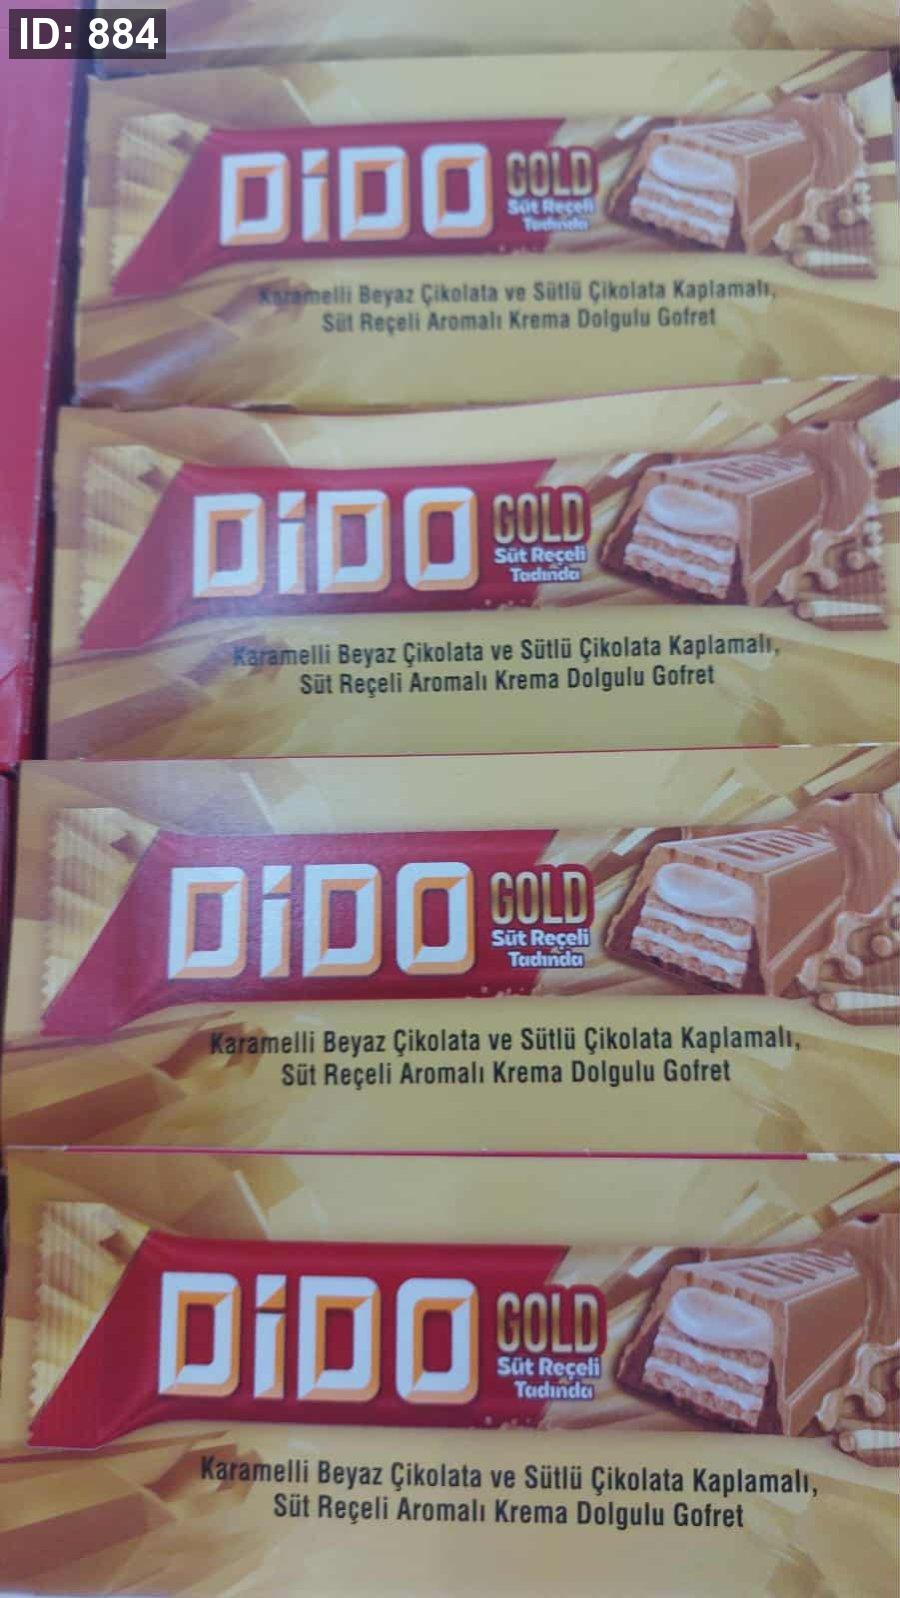 ID: 884
DiDO GOLD
Süt Reçeli
Tadında
Karamelli Beyaz Çikolata ve Sütlü Çikolata Kaplamalı,
Süt Reçeli Aromalı Krema Dolgulu Gofret
DiDO GOLD
Süt Reçeli
Tadında
Karamelli Beyaz Çikolata ve Sütlü Çikolata Kaplamalı,
Süt Reçeli Aromalı Krema Dolgulu Gofret
DiDO GOLD
Süt Reçeli
Tadında
Karamelli Beyaz Çikolata ve Sütlü Çikolata Kaplamalı,
Süt Reçeli Aromalı Krema Dolgulu Gofret
DiDO GOLD
Süt Reçeli
Tadında
Karamelli Beyaz Çikolata ve Sütlü Çikolata Kaplamalı,
Süt Reçeli Aromalı Krema Dolgulu Gofret